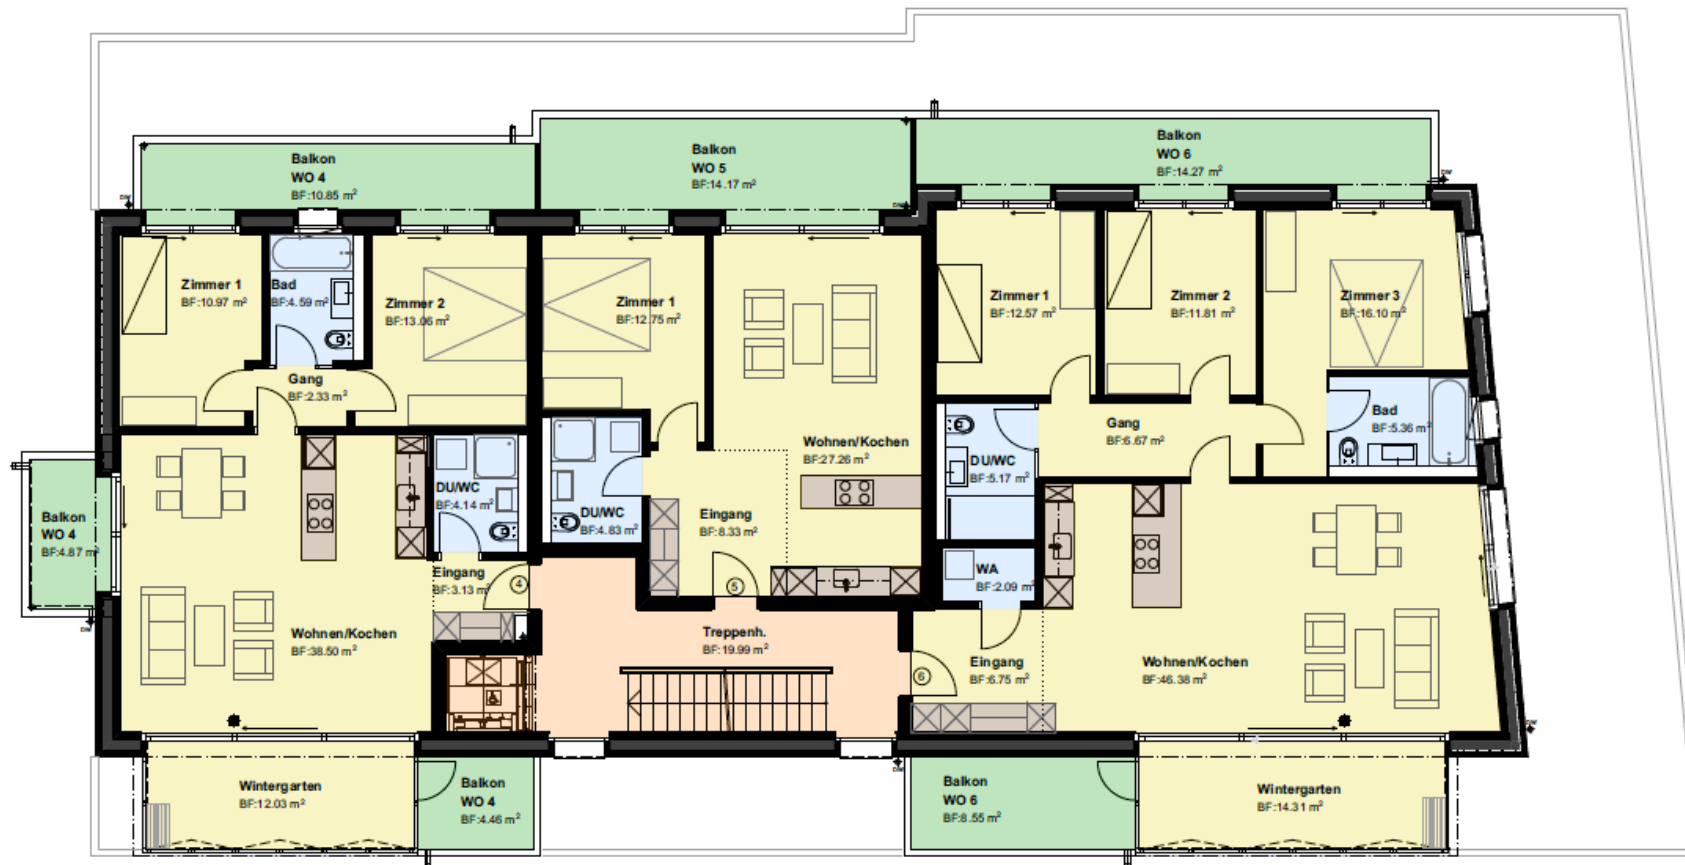 Balkon
WO 4
BF:10.85 m²
Balkon
WO 5
BF:14.17 m²
Balkon
WO 6
BF:14.27 m²
Zimmer 1
BF:10.97 m²
Bad
BF:4.59 m²
Zimmer 2
BF:13.06 m²
Zimmer 1
BF:12.75 m²
Zimmer 1
BF:12.57 m²
Zimmer 2
BF:11.81 m²
Zimmer 3
BF:16.10 m²
Gang
BF:2.33 m²
Wohnen/Kochen
BF:27.26 m²
Gang
BF:6.67 m²
Bad
BF:5.36 m²
DU/WC
BF:4.14 m²
DU/WC
BF:4.83 m²
Eingang
BF:8.33 m²
DU/WC
BF:5.17 m²
Balkon
WO 4
BF:4.87 m²
Eingang
BF:3.13 m²
4
5
WA
BF:2.09 m²
Wohnen/Kochen
BF:38.50 m²
Treppenh.
BF:19.99 m²
6
Eingang
BF:6.75 m²
Wohnen/Kochen
BF:46.38 m²
Wintergarten
BF:12.03 m²
Balkon
WO 4
BF:4.46 m²
Balkon
WO 6
BF:8.55 m²
Wintergarten
BF:14.31 m²